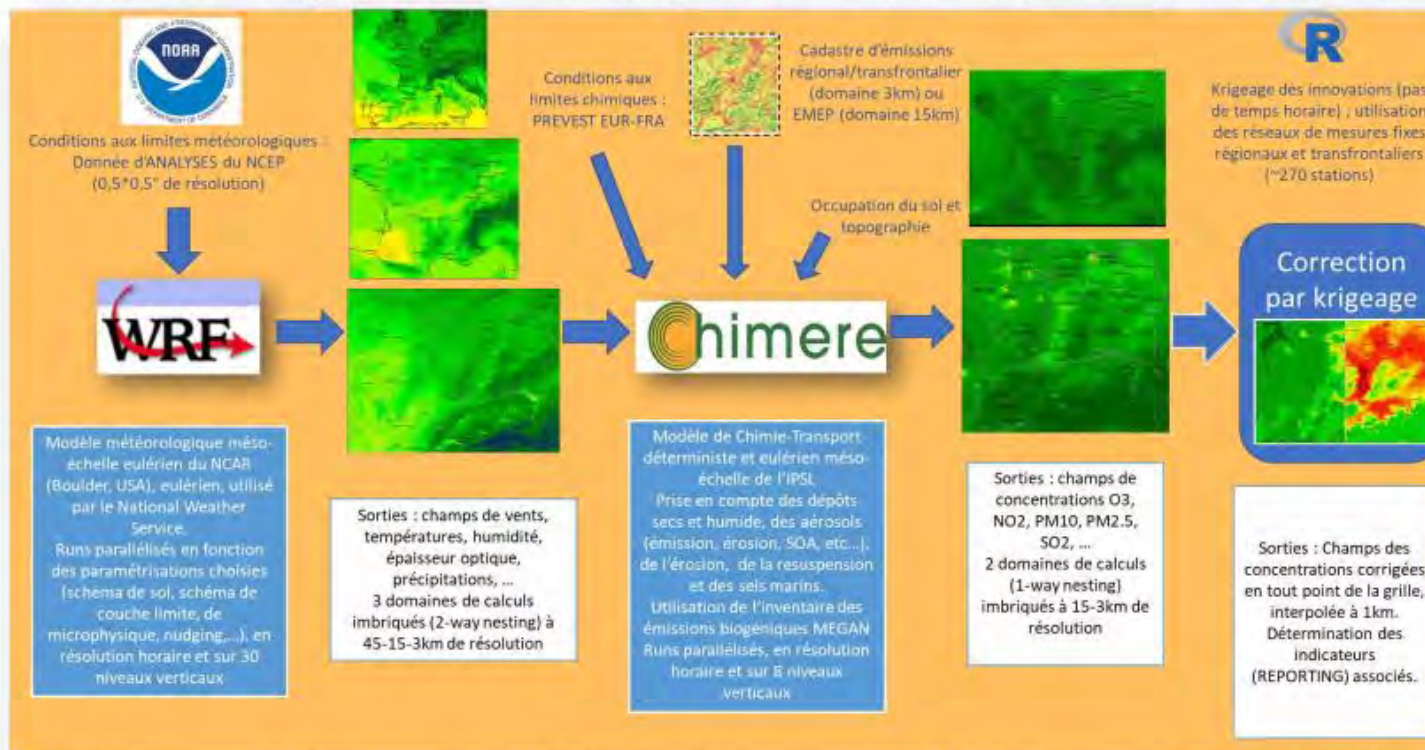 NOAA
Conditions aux limites météorologiques :
Donnée d'ANALYSES du NCEP
(0,5*0,5° de résolution)
WRF
Modèle météorologique méso-
échelle eulérien du NCAR
(Boulder, USA), eulérien, utilisé
par le National Weather
Service.
Runs parallélisés en fonction
des paramétrisations choisies
(schéma de sol, schéma de
couche limite, de
microphysique, nudging,...), en
résolution horaire et sur 30
niveaux verticaux
Sorties : champs de vents,
températures, humidité,
épaisseur optique,
précipitations, ...
3 domaines de calculs
imbriqués (2-way nesting) à
45-15-3km de résolution
Conditions aux
limites chimiques :
PREVEST EUR-FRA
Cadastre d'émissions
régional/transfrontalier
(domaine 3km) ou
EMEP (domaine 15km)
Occupation du sol et
topographie
Chimere
Modèle de Chimie-Transport
déterministe et eulérien méso-
échelle de l'IPSL
Prise en compte des dépôts
secs et humide, des aérosols
(émission, érosion, SOA, etc...),
de l'érosion, de la resuspension
et des sels marins.
Utilisation de l'inventaire des
émissions biogéniques MEGAN
Runs parallélisés, en résolution
horaire et sur 8 niveaux
verticaux
Sorties : champs de
concentrations O3,
NO2, PM10, PM2.5,
SO2, ...
2 domaines de calculs
(1-way nesting)
imbriqués à 15-3km de
résolution
R
Krigeage des innovations (pas
de temps horaire) ; utilisation
des réseaux de mesures fixes
régionaux et transfrontaliers
(~270 stations)
Correction
par krigeage
Sorties : Champs des
concentrations corrigées
en tout point de la grille,
interpolée à 1km.
Détermination des
indicateurs
(REPORTING) associés.